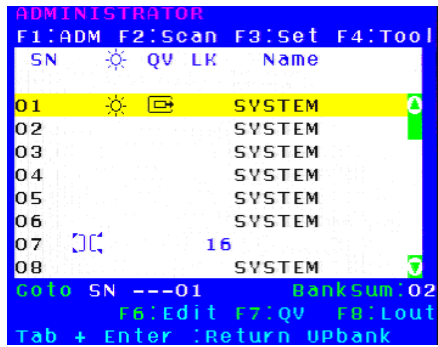 ADMINISTRATOR
F1:ADM F2:Scan F3:Set F4:Tool
SN QV LK Name
01 SYSTEM
02 SYSTEM
03 SYSTEM
04 SYSTEM
05 SYSTEM
06 SYSTEM
07 16
08 SYSTEM
Goto SN ---01 BankSum:02
F6:Edit F7:QV F8:Lout
Tab + Enter :Return UPbank